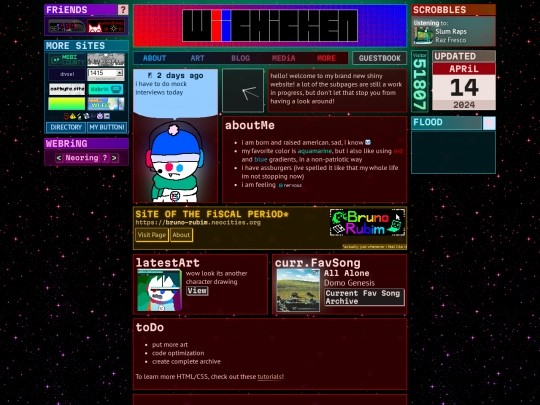 FRiENDS
?
MORE SiTES
divsel
1415
DIRECTORY
MY BUTTON!
WEBRiNG
< Neoring ? >
WiiCHiCKEN
ABOUT
ART
BLOG
MEDiA
MORE
GUESTBOOK
2 days ago
i have to do mock
interviews today
hello! welcome to my brand new shiny
website! a lot of the subpages are still a work
in progress, but don't let that stop you from
having a look around!
aboutMe
i am born and raised american. sad, i know
my favorite color is aquamarine, but i also like using red
and blue gradients, in a non-patriotic way
i have assburgers (ive spelled it like that my whole life
im not stopping now)
i am feeling nervous
SiTE OF THE FiSCAL PERiOD*
https://bruno-rubim.neocities.org
Visit Page
About
Bruno
Rubim
latestArt
wow look its another
character drawing
View
curr.FavSong
All Alone
Domo Genesis
Current Fav Song
Archive
toDo
put more art
code optimization
create complete archive
To learn more HTML/CSS, check out these tutorials!
SCROBBLES
Listening to:
Slum Raps
Raz Fresco
51807
UPDATED
APRiL
14
2024
FLOOD